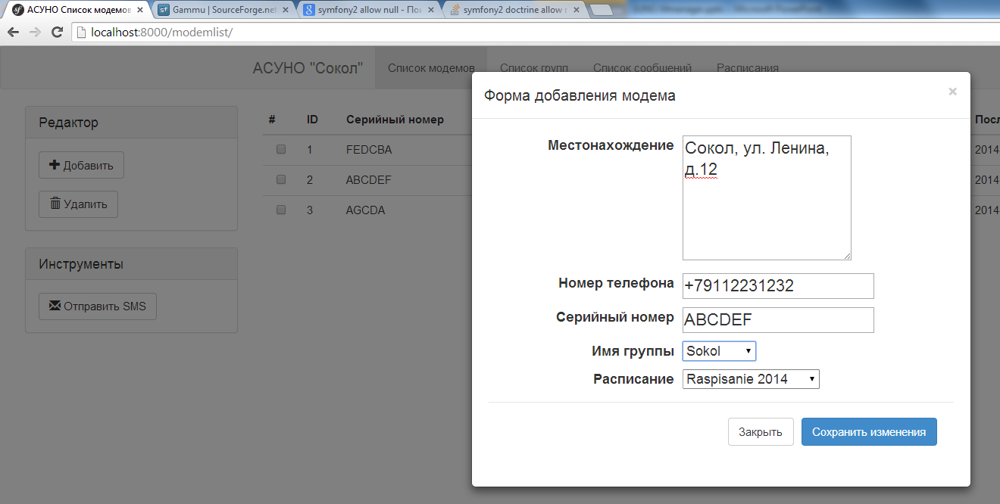 АСУНО Список модемов
Gammu | SourceForge.net
symfony2 allow null - Пои
symfony2 doctrine allow n
localhost:8000/modemlist/
АСУНО "Сокол"
Список модемов
Список групп
Список сообщений
Расписания
Редактор
Добавить
Удалить
Инструменты
Отправить SMS
# ID Серийный номер
1 FEDCBA
2 ABCDEF
3 AGCDA
Посл
2014
2014
2014
Форма добавления модема
×
Местонахождение
Сокол, ул. Ленина,
д.12
Номер телефона +79112231232
Серийный номер ABCDEF
Имя группы Sokol
Расписание Raspisanie 2014
Закрыть Сохранить изменения